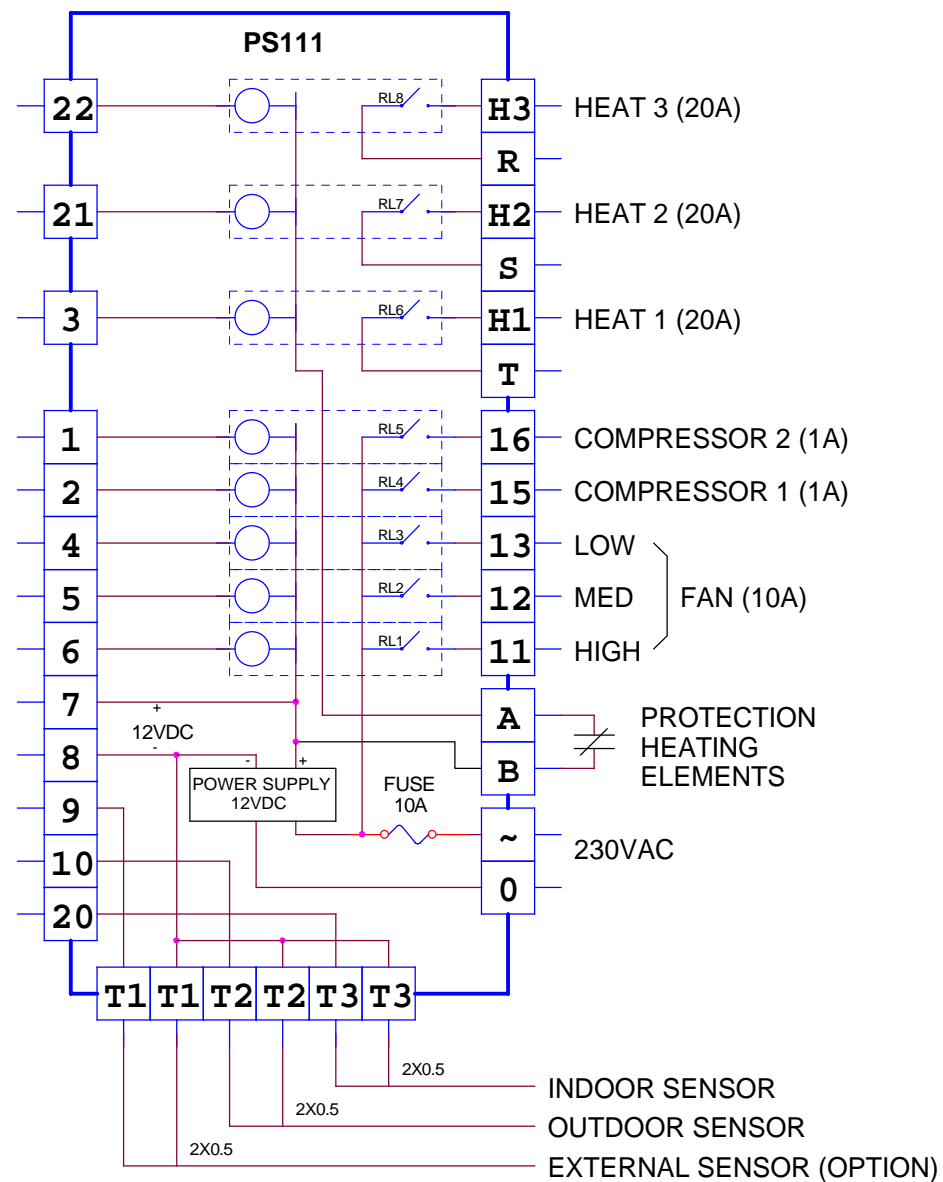 PS111
22
RL8
H3
HEAT 3 (20A)
R
21
RL7
H2
HEAT 2 (20A)
S
3
RL6
H1
HEAT 1 (20A)
T
1
RL5
16
COMPRESSOR 2 (1A)
2
RL4
15
COMPRESSOR 1 (1A)
4
RL3
13
LOW
5
RL2
12
MED
FAN (10A)
6
RL1
11
HIGH
7
+
12VDC
-
A
PROTECTION
HEATING
ELEMENTS
8
- +
B
POWER SUPPLY
12VDC
FUSE
10A
9
~
230VAC
10
0
20
T1 T1 T2 T2 T3 T3
2X0.5
INDOOR SENSOR
2X0.5
OUTDOOR SENSOR
2X0.5
EXTERNAL SENSOR (OPTION)